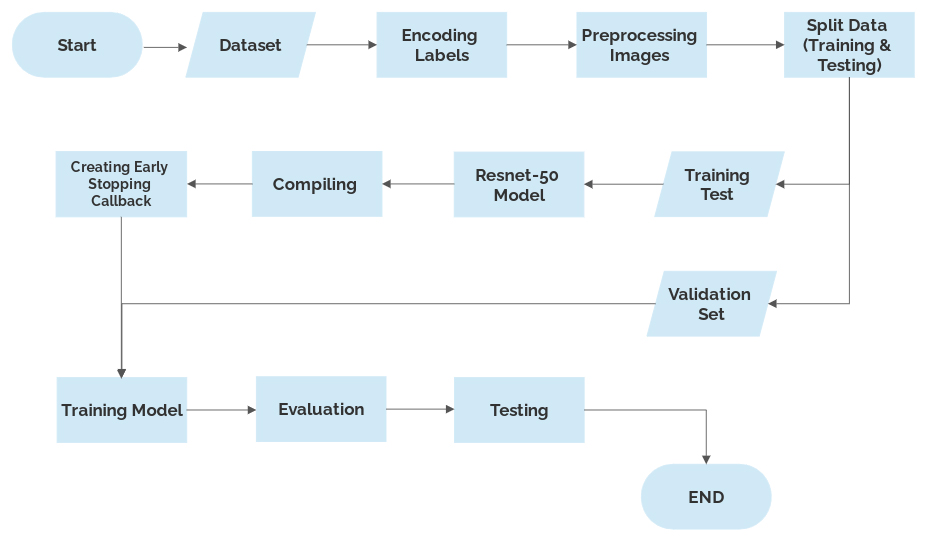 Start
Dataset
Encoding
Labels
Preprocessing
Images
Split Data
(Training &
Testing)
Creating Early
Stopping
Callback
Compiling
Resnet-50
Model
Training
Test
Validation
Set
Training Model
Evaluation
Testing
END